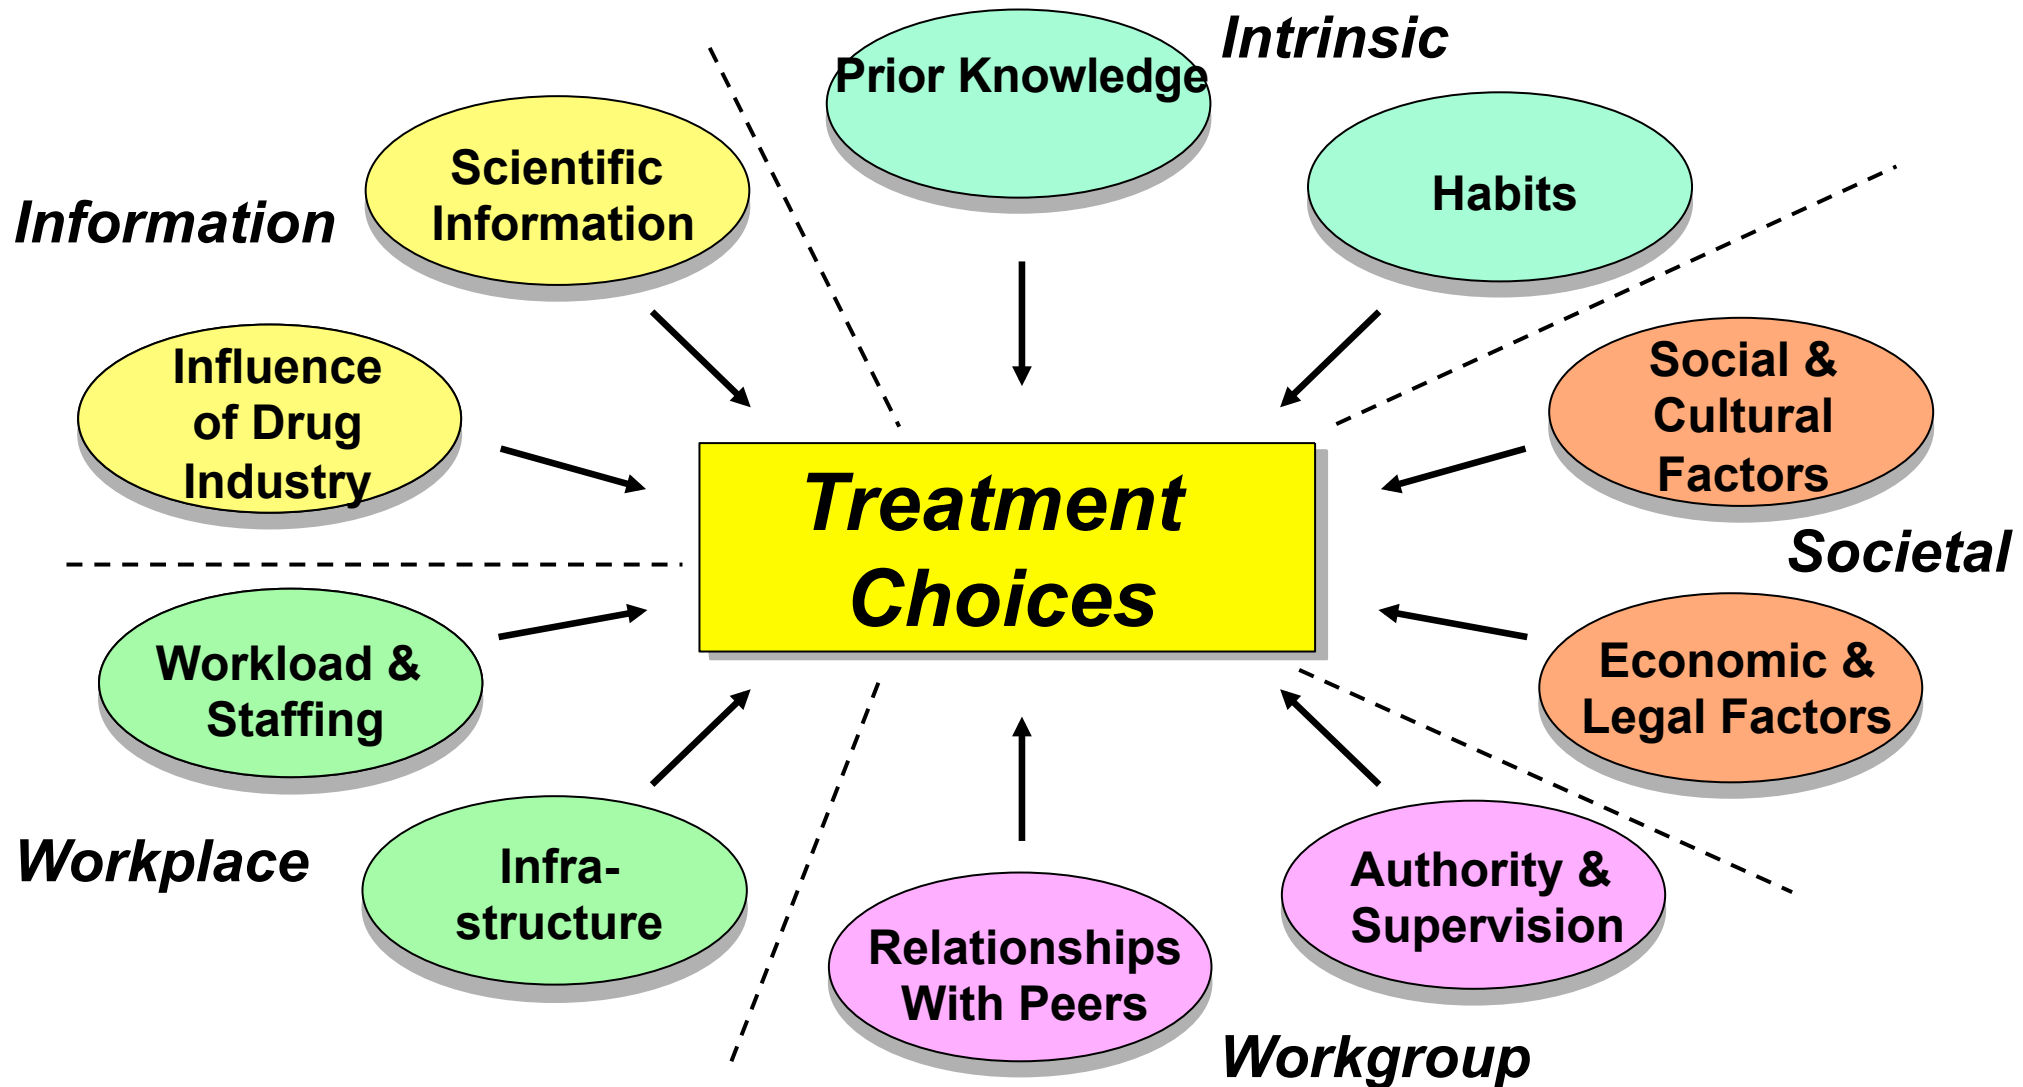 Intrinsic
Prior Knowledge
Scientific
Information
Habits
Information
Influence
of Drug
Industry
Social &
Cultural
Factors
Treatment
Choices
Societal
Workload &
Staffing
Economic &
Legal Factors
Workplace
Infra-
structure
Authority &
Supervision
Relationships
With Peers
Workgroup